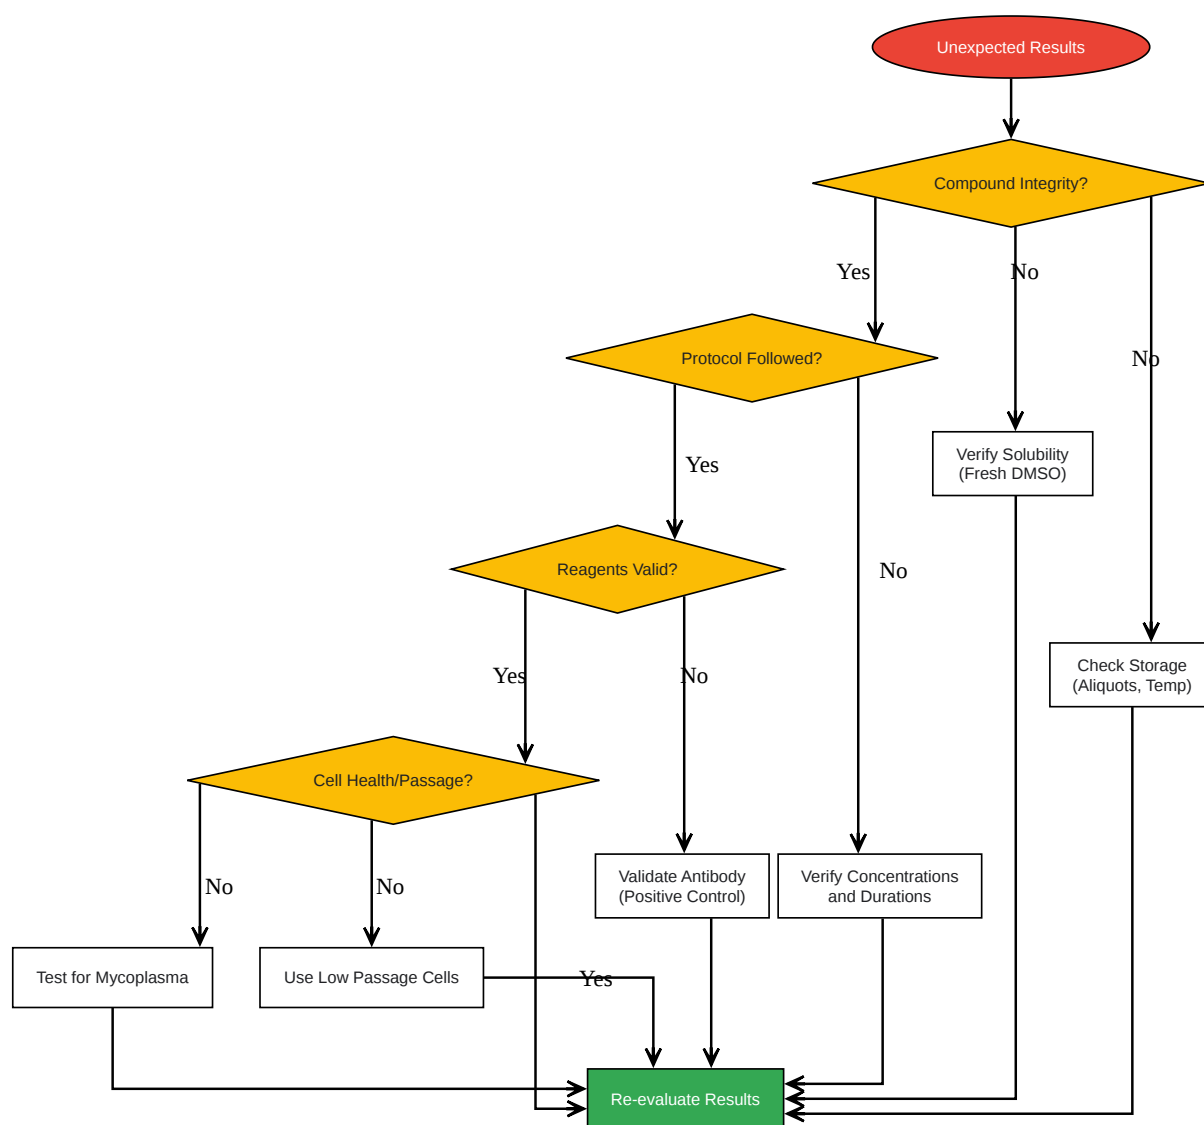 Unexpected Results
Compound Integrity?
Yes
No
No
Protocol Followed?
Verify Solubility
(Fresh DMSO)
Yes
No
Reagents Valid?
Check Storage
(Aliquots, Temp)
Yes
No
Cell Health/Passage?
Validate Antibody
(Positive Control)
Verify Concentrations
and Durations
No
No
Test for Mycoplasma
Use Low Passage Cells
Yes
Re-evaluate Results